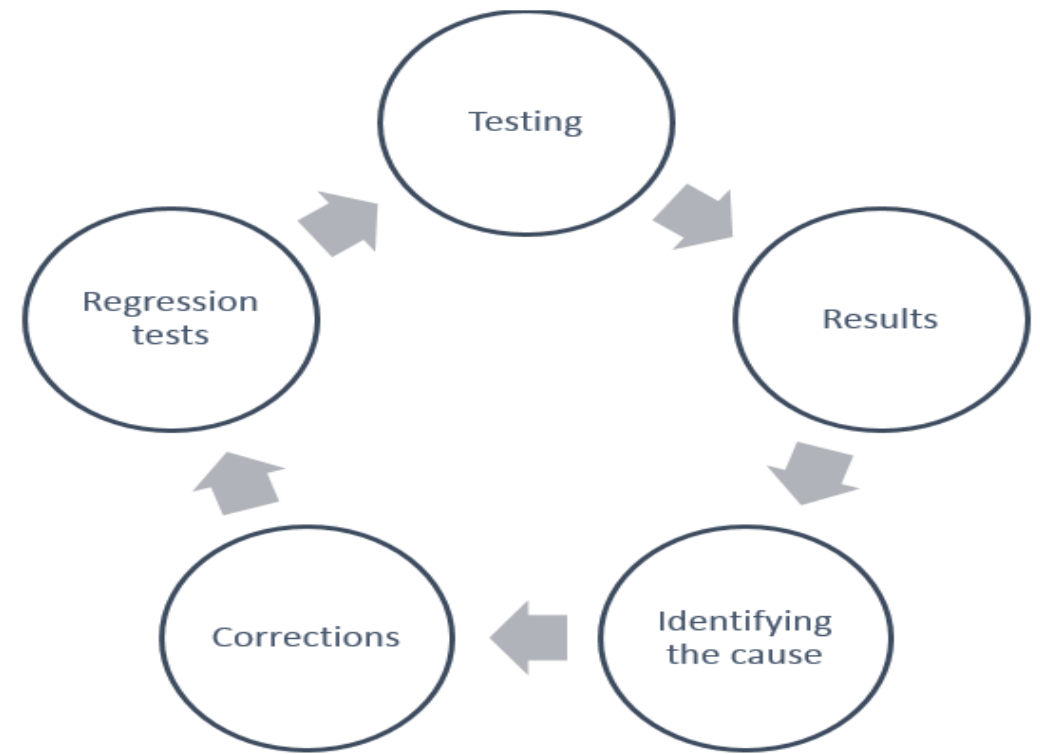 Testing
Results
Identifying
the cause
Corrections
Regression
tests